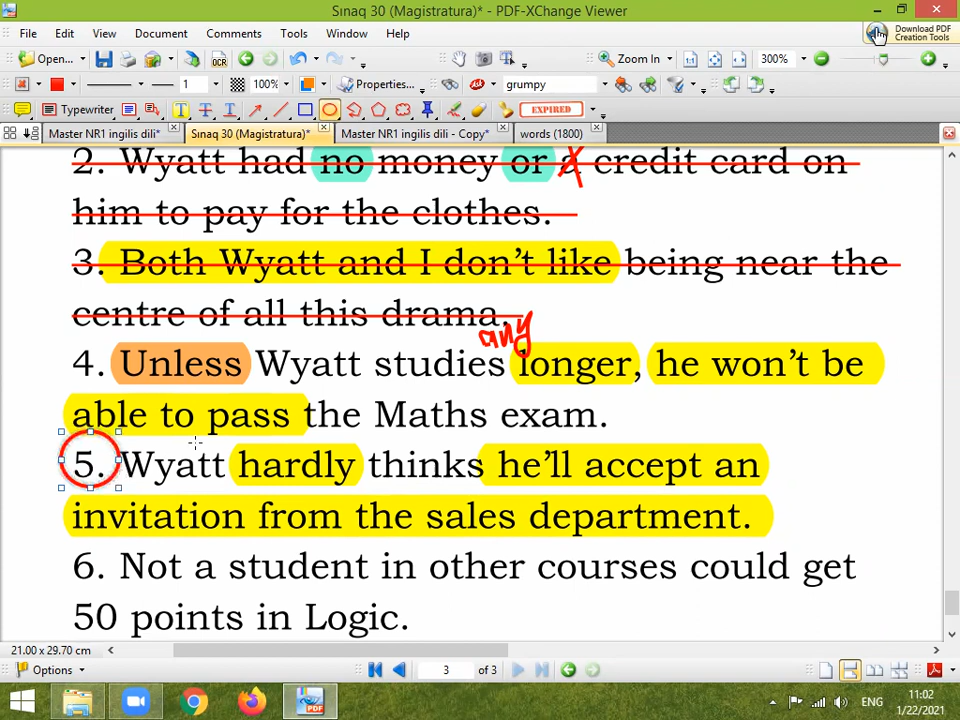 Sınaq 30 (Magistratura)* - PDF-XChange Viewer
File Edit View Document Comments Tools Window Help
Download PDF
Creation Tools
Open... OCR Zoom In 300%
1 100% Properties... grumpy
Typewriter EXPIRED
Master NR1 ingilis dili* Sınaq 30 (Magistratura)* Master NR1 ingilis dili - Copy* words (1800)
2. Wyatt had no money or a credit card on
him to pay for the clothes.
3. Both Wyatt and I don't like being near the
centre of all this drama.
any
4. Unless Wyatt studies longer, he won't be
able to pass the Maths exam.
5. Wyatt hardly thinks he'll accept an
invitation from the sales department.
6. Not a student in other courses could get
50 points in Logic.
21.00 x 29.70 cm
Options 3 of 3
ENG 11:02
1/22/2021